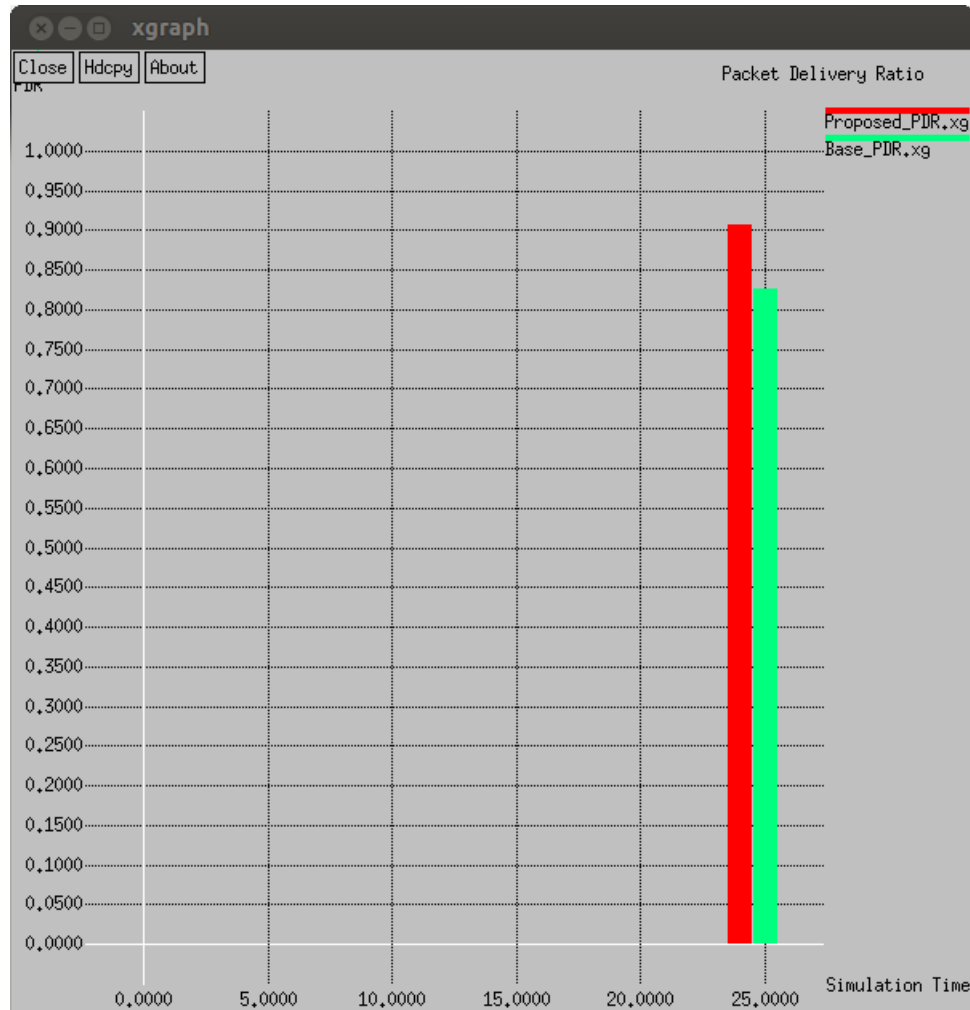 xgraph
Close Hdcpy About
Packet Delivery Ratio
PDR
Proposed_PDR.xg
Base_PDR.xg
1.0000
0.9500
0.9000
0.8500
0.8000
0.7500
0.7000
0.6500
0.6000
0.5500
0.5000
0.4500
0.4000
0.3500
0.3000
0.2500
0.2000
0.1500
0.1000
0.0500
0.0000
Simulation Time
0.0000 5.0000 10.0000 15.0000 20.0000 25.0000